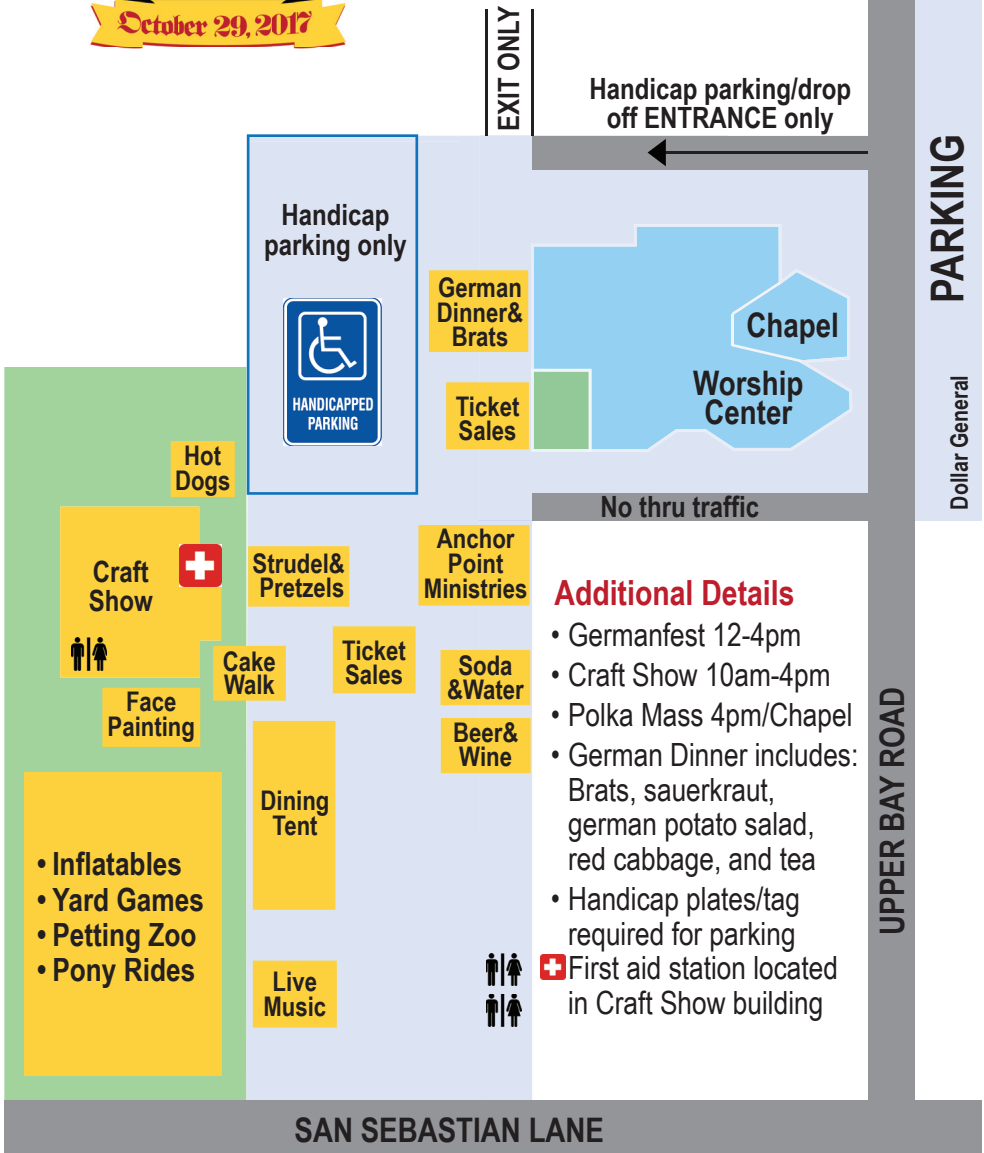 October 29, 2017
EXIT ONLY
Handicap parking/drop
off ENTRANCE only
PARKING
Dollar General
Handicap
parking only
HANDICAPPED
PARKING
German
Dinner&
Brats
Chapel
Worship
Center
Ticket
Sales
Hot
Dogs
No thru traffic
Craft
Show
Strudel&
Pretzels
Anchor
Point
Ministries
Cake
Walk
Ticket
Sales
Soda
&Water
Face
Painting
Beer&
Wine
Dining
Tent
• Inflatables
• Yard Games
• Petting Zoo
• Pony Rides
Live
Music
Additional Details
• Germanfest 12-4pm
• Craft Show 10am-4pm
• Polka Mass 4pm/Chapel
• German Dinner includes:
Brats, sauerkraut,
german potato salad,
red cabbage, and tea
• Handicap plates/tag
required for parking
First aid station located
in Craft Show building
UPPER BAY ROAD
SAN SEBASTIAN LANE